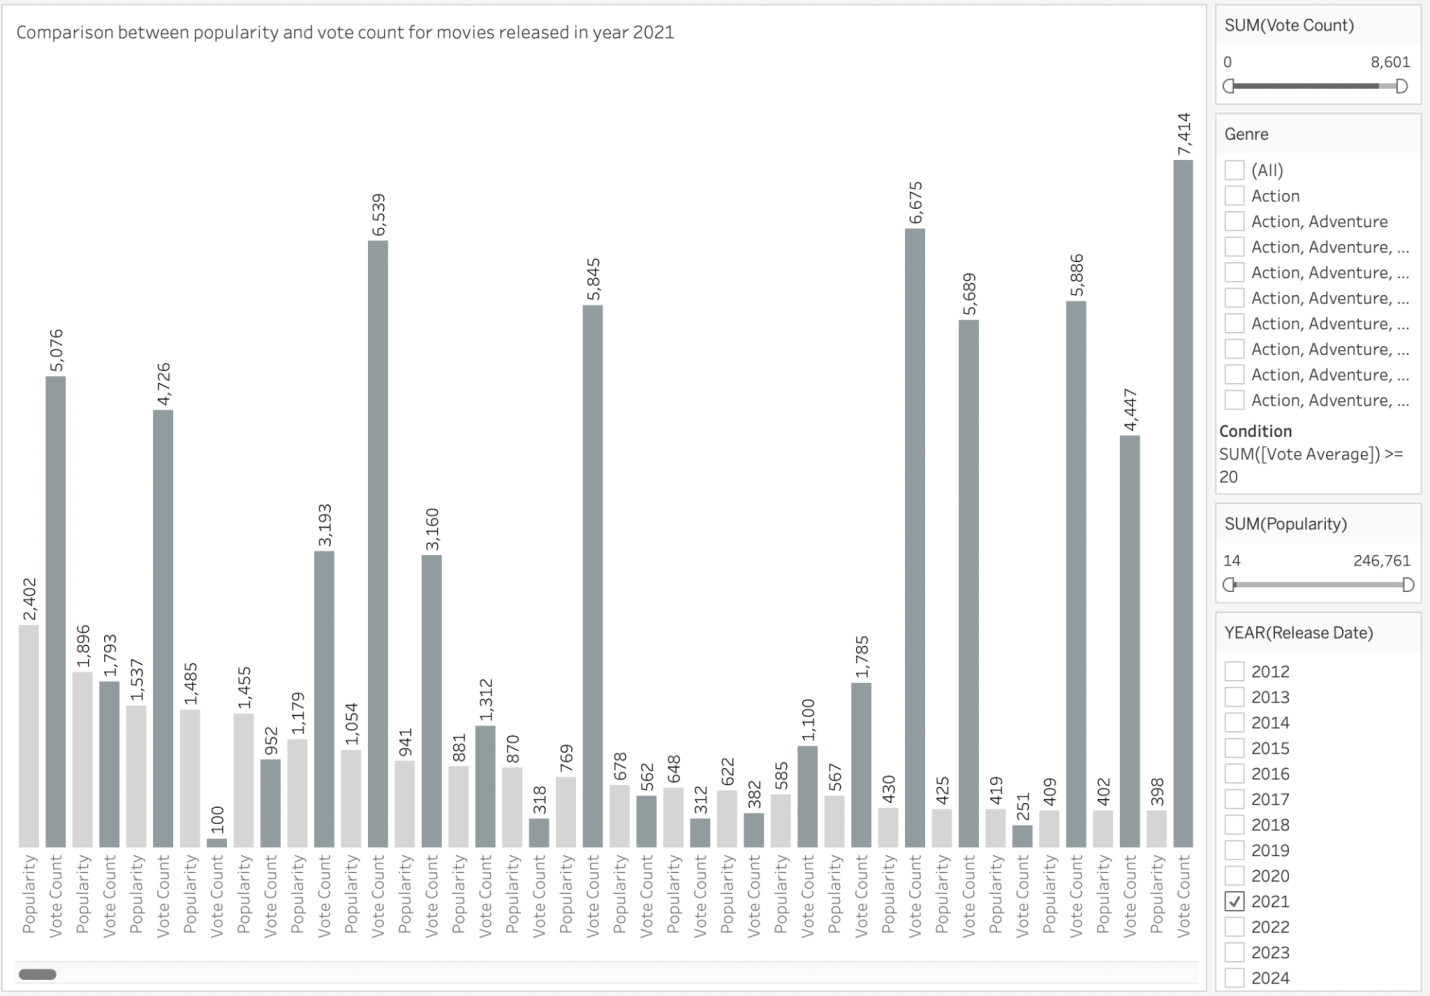 Comparison between popularity and vote count for movies released in year 2021
2,402
5,076
1,896
1,793
1,537
4,726
1,485
100
1,455
952
1,179
3,193
1,054
6,539
941
3,160
881
1,312
870
318
769
5,845
678
562
648
312
622
382
585
1,100
567
1,785
430
6,675
425
5,689
419
251
409
5,886
402
4,447
398
7,414
Popularity
Vote Count
Popularity
Vote Count
Popularity
Vote Count
Popularity
Vote Count
Popularity
Vote Count
Popularity
Vote Count
Popularity
Vote Count
Popularity
Vote Count
Popularity
Vote Count
Popularity
Vote Count
Popularity
Vote Count
Popularity
Vote Count
Popularity
Vote Count
Popularity
Vote Count
Popularity
Vote Count
Popularity
Vote Count
Popularity
Vote Count
Popularity
Vote Count
Popularity
Vote Count
Popularity
Vote Count
Popularity
Vote Count
Popularity
Vote Count
SUM(Vote Count)
0 8,601
Genre
(All)
Action
Action, Adventure
Action, Adventure, ...
Action, Adventure, ...
Action, Adventure, ...
Action, Adventure, ...
Action, Adventure, ...
Action, Adventure, ...
Action, Adventure, ...
Condition
SUM([Vote Average]) >=
20
SUM(Popularity)
14 246,761
YEAR(Release Date)
2012
2013
2014
2015
2016
2017
2018
2019
2020
2021
2022
2023
2024